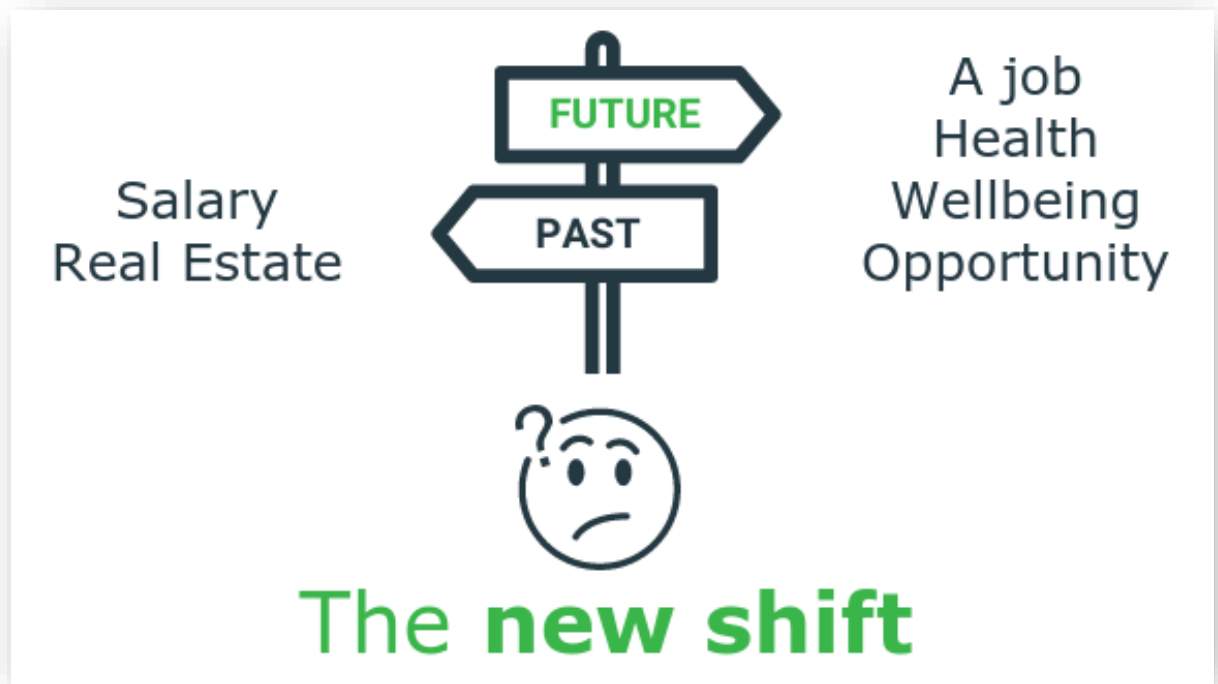 FUTURE
PAST
Salary
Real Estate
A job
Health
Wellbeing
Opportunity
?
The new shift